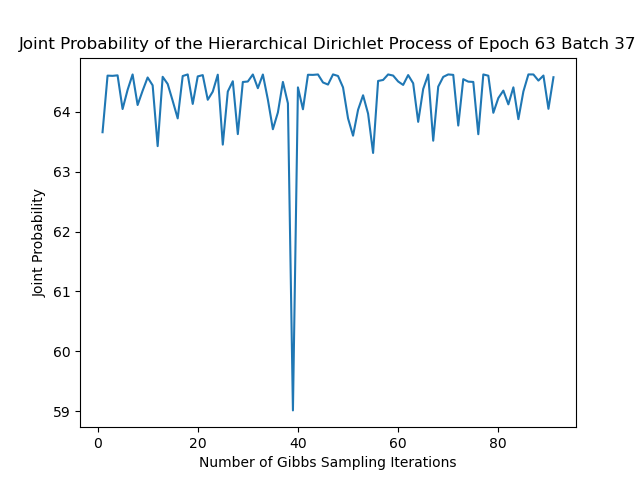 Joint Probability of the Hierarchical Dirichlet Process of Epoch 63 Batch 37
Joint Probability
64
63
62
61
60
59
0 20 40 60 80
Number of Gibbs Sampling Iterations